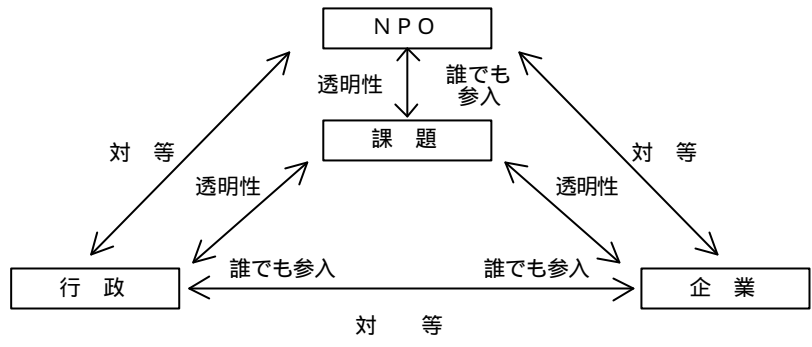 ＮＰＯ
透明性
誰でも
参入
課　題
対　等
対　等
透明性
透明性
誰でも参入
誰でも参入
行　政
企　業
対　　等